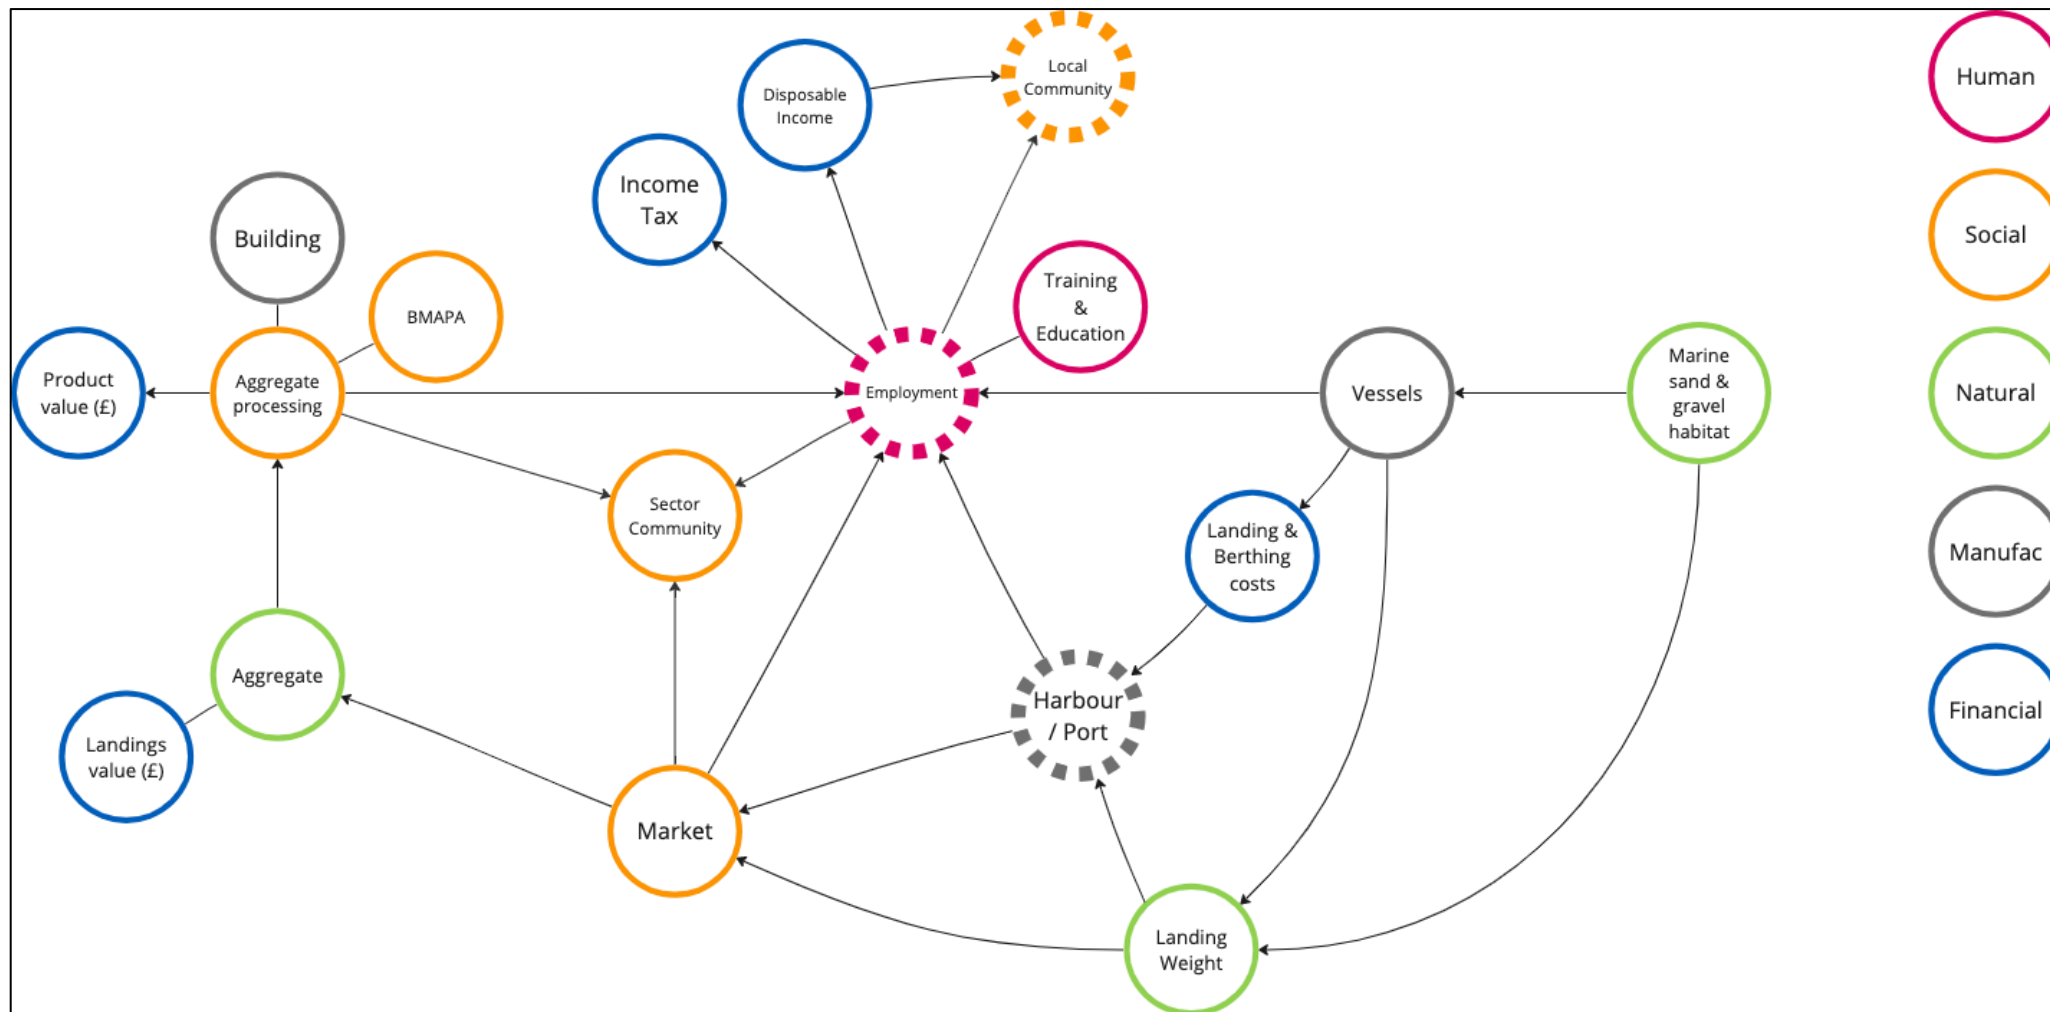 Local
Community
Human
Disposable
Income
Income
Tax
Building
Social
Training
&
Education
BMAPA
Product
value (£)
Aggregate
processing
Employment
Vessels
Marine
sand &
gravel
habitat
Natural
Sector
Community
Landing &
Berthing
costs
Manufac
Aggregate
Harbour
/ Port
Financial
Landings
value (£)
Market
Landing
Weight